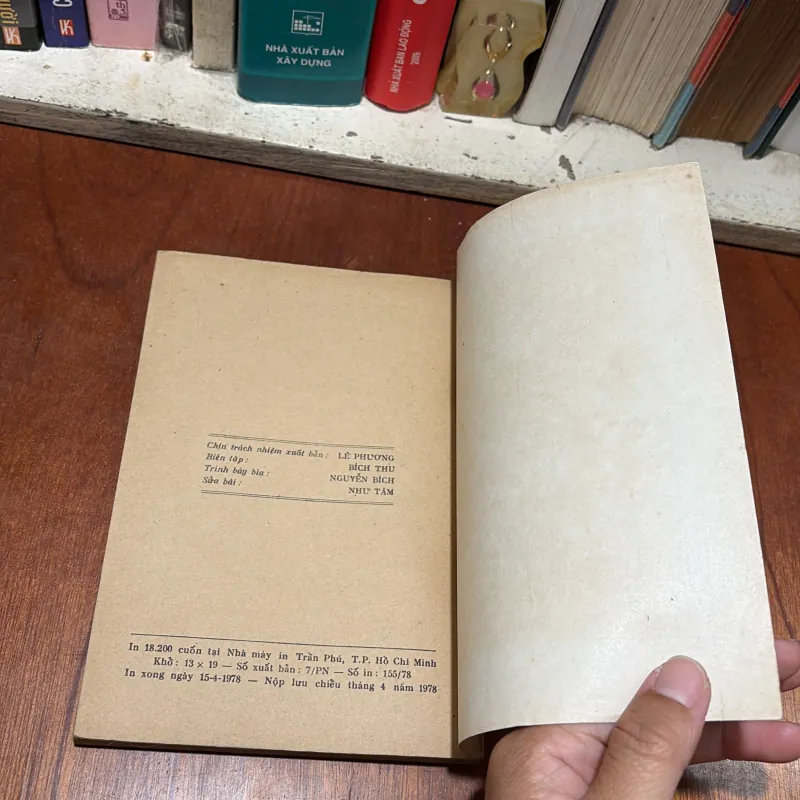 NHÀ XUẤT BẢN
XÂY DỰNG
NHÀ XUẤT BẢN LAO ĐỘNG
2005
Chịu trách nhiệm xuất bản : LÊ PHƯƠNG
Biên tập : BÍCH THU
Trình bày bìa : NGUYỄN BÍCH
Sửa bài : NHƯ TÂM
In 18.200 cuốn tại Nhà máy in Trần Phú, T.P. Hồ Chí Minh
Khổ : 13 × 19 — Số xuất bản : 7/PN — Số in : 155/78
In xong ngày 15-4-1978 — Nộp lưu chiểu tháng 4 năm 1978